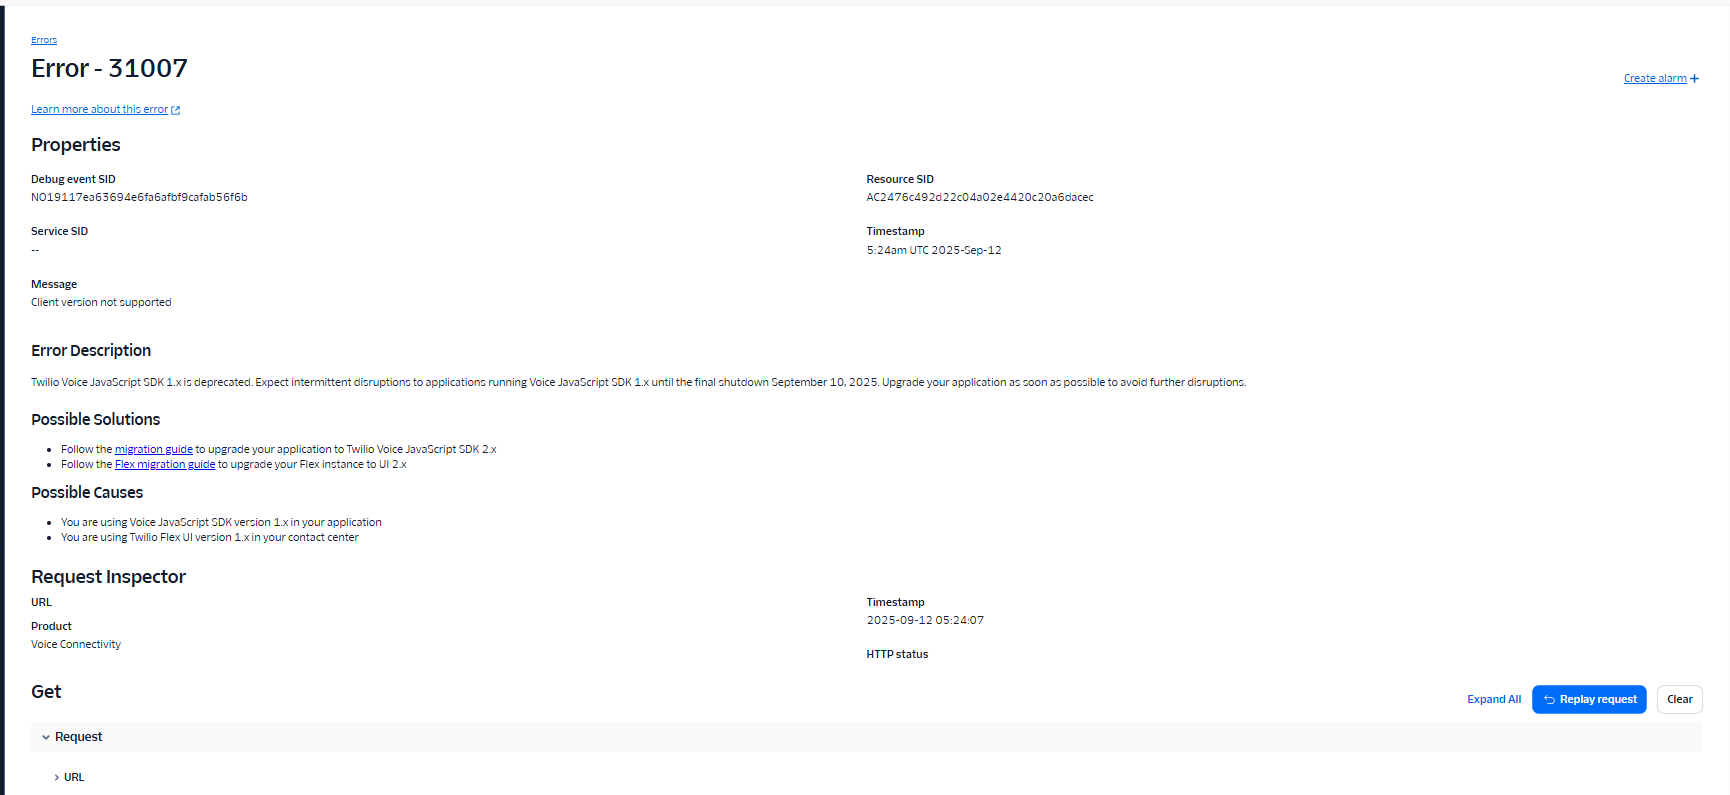 Errors
Error - 31007
Create alarm +
Learn more about this error
Properties
Debug event SID
NO19117ea63694e6fa6afbf9cafab56f6b
Resource SID
AC2476c492d22c04a02e4420c20a6dacec
Service SID
--
Timestamp
5:24am UTC 2025-Sep-12
Message
Client version not supported
Error Description
Twilio Voice JavaScript SDK 1.x is deprecated. Expect intermittent disruptions to applications running Voice JavaScript SDK 1.x until the final shutdown September 10, 2025. Upgrade your application as soon as possible to avoid further disruptions.
Possible Solutions
• Follow the migration guide to upgrade your application to Twilio Voice JavaScript SDK 2.x
• Follow the Flex migration guide to upgrade your Flex instance to UI 2.x
Possible Causes
• You are using Voice JavaScript SDK version 1.x in your application
• You are using Twilio Flex UI version 1.x in your contact center
Request Inspector
URL
Timestamp
2025-09-12 05:24:07
Product
Voice Connectivity
HTTP status
Get
Expand All
Replay request
Clear
Request
URL